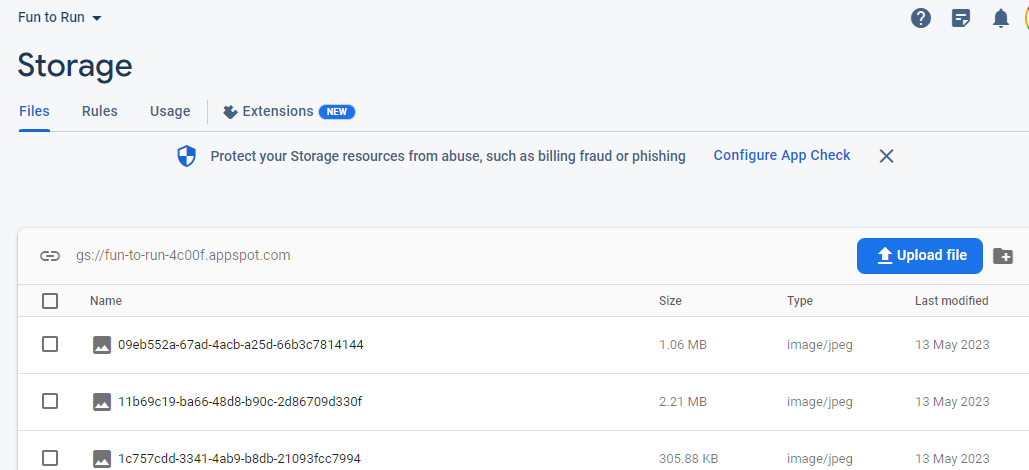 Fun to Run
Storage
Files Rules Usage Extensions NEW
Protect your Storage resources from abuse, such as billing fraud or phishing Configure App Check
gs://fun-to-run-4c00f.appspot.com Upload file
Name Size Type Last modified
09eb552a-67ad-4acb-a25d-66b3c7814144 1.06 MB image/jpeg 13 May 2023
11b69c19-ba66-48d8-b90c-2d86709d330f 2.21 MB image/jpeg 13 May 2023
1c757cdd-3341-4ab9-b8db-21093fcc7994 305.88 KB image/jpeg 13 May 2023